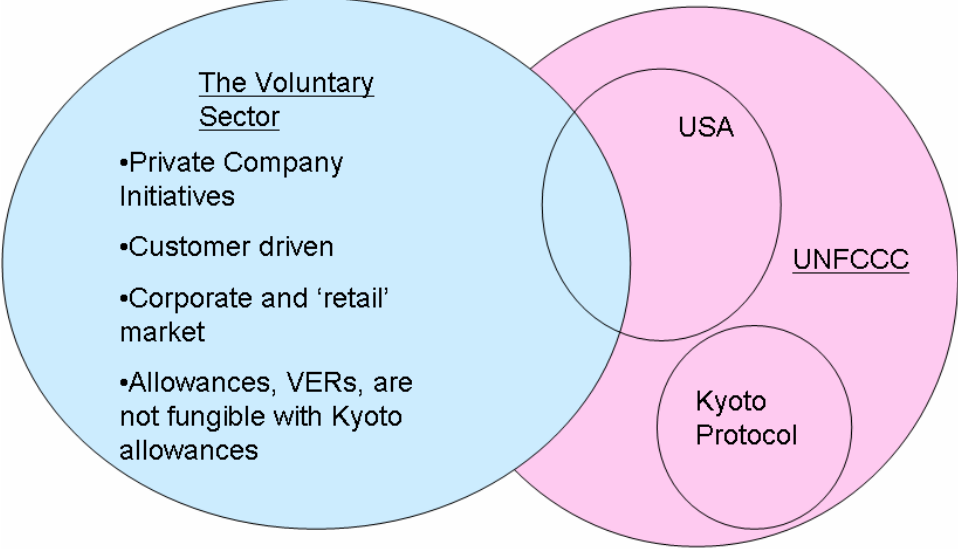 The Voluntary
Sector
•Private Company
Initiatives
•Customer driven
•Corporate and ‘retail’
market
•Allowances, VERs, are
not fungible with Kyoto
allowances
USA
UNFCCC
Kyoto
Protocol